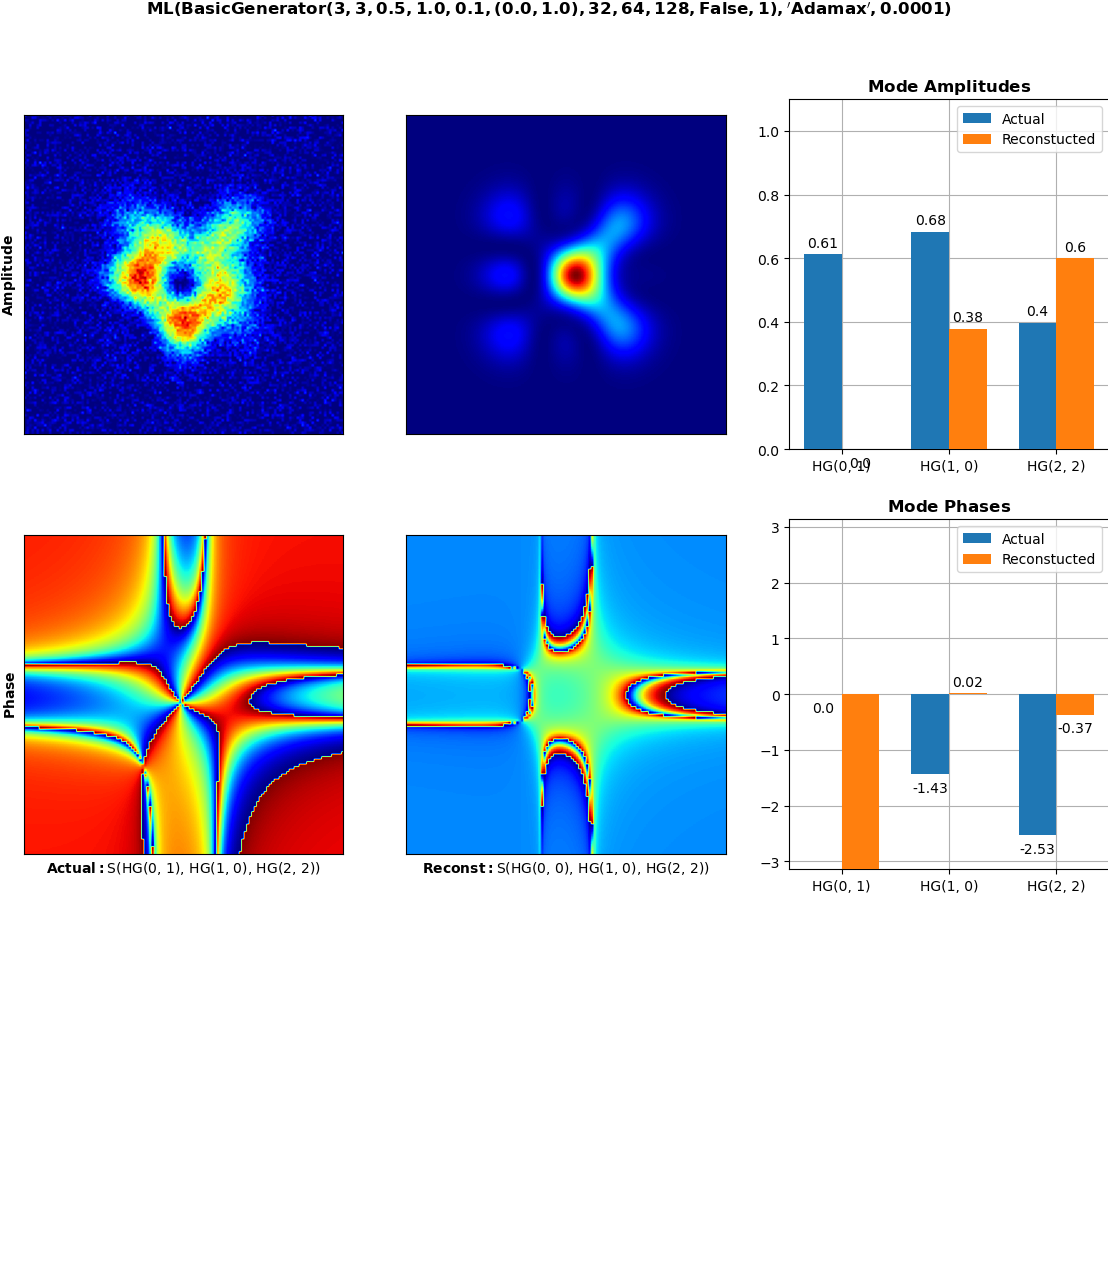 ML(BasicGenerator(3, 3, 0.5, 1.0, 0.1, (0.0, 1.0), 32, 64, 128, False, 1), 'Adamax', 0.0001)
Amplitude
Mode Amplitudes
Actual
Reconstucted
1.0
0.8
0.6
0.4
0.2
0.0
0.61
0.0
0.68
0.38
0.4
0.6
HG(0, 1)
HG(1, 0)
HG(2, 2)
Phase
Actual: S(HG(0, 1), HG(1, 0), HG(2, 2))
Reconst: S(HG(0, 0), HG(1, 0), HG(2, 2))
Mode Phases
Actual
Reconstucted
3
2
1
0
−1
−2
−3
0.0
-1.43
0.02
-2.53
-0.37
HG(0, 1)
HG(1, 0)
HG(2, 2)